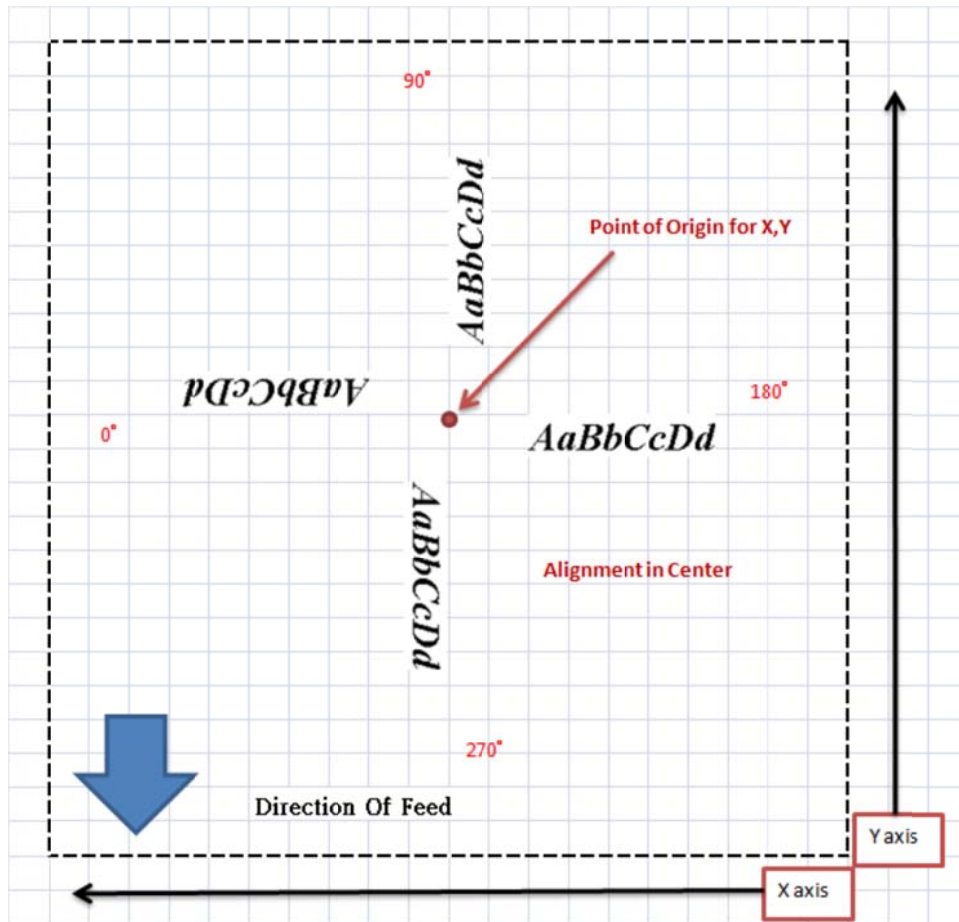 90°
AaBbCcDd
Point of Origin for X,Y
AaBbCcDd
180°
0°
AaBbCcDd
AaBbCcDd
Alignment in Center
270°
Direction Of Feed
Y axis
X axis